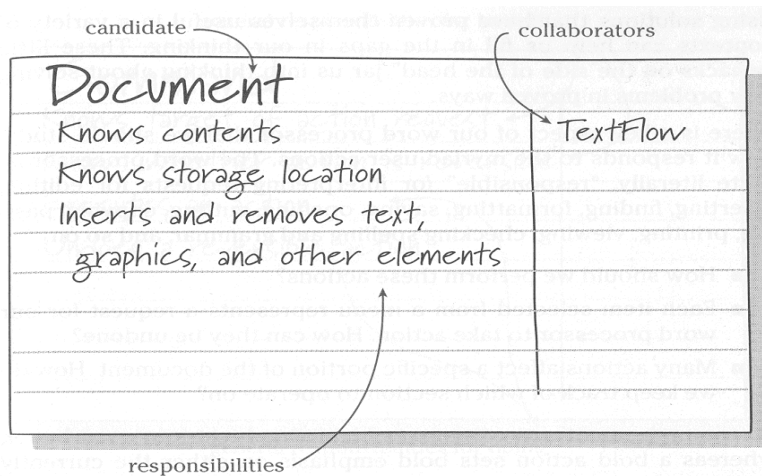 candidate
collaborators
Document
TextFlow
Knows contents
Knows storage location
Inserts and removes text,
graphics, and other elements
responsibilities